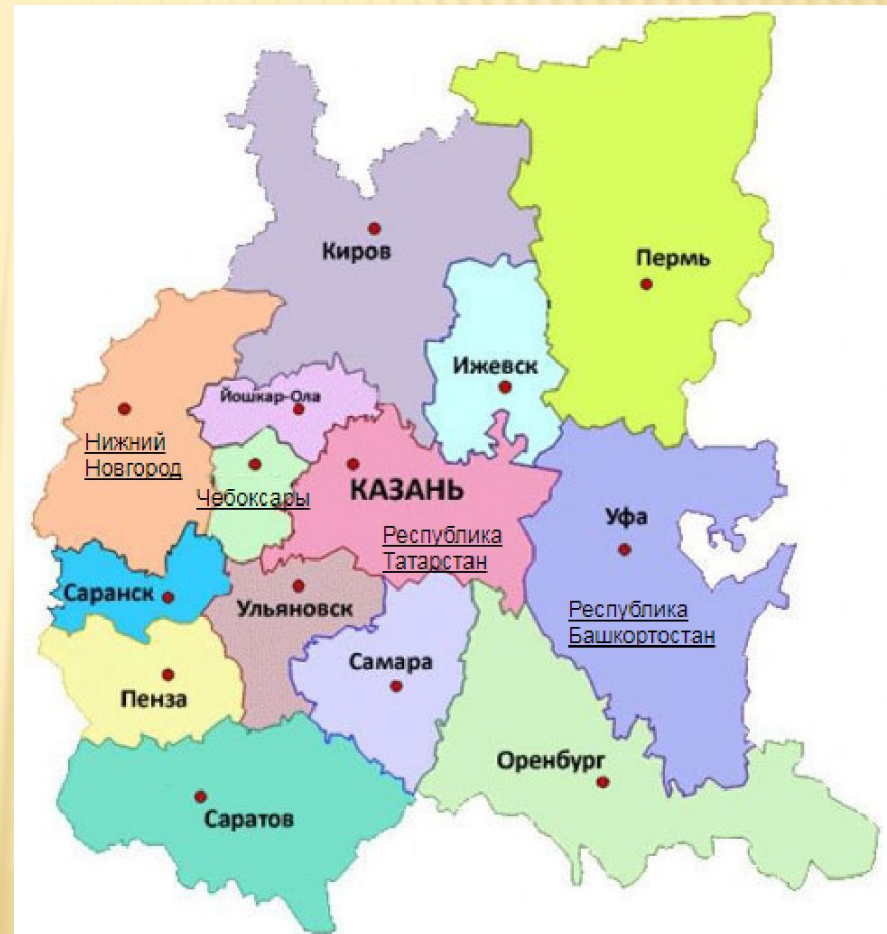 Киров
Пермь
Ижевск
Йошкар-Ола
Нижний
Новгород
Чебоксары
КАЗАНЬ
Уфа
Республика
Татарстан
Саранск
Ульяновск
Республика
Башкортостан
Самара
Пенза
Оренбург
Саратов